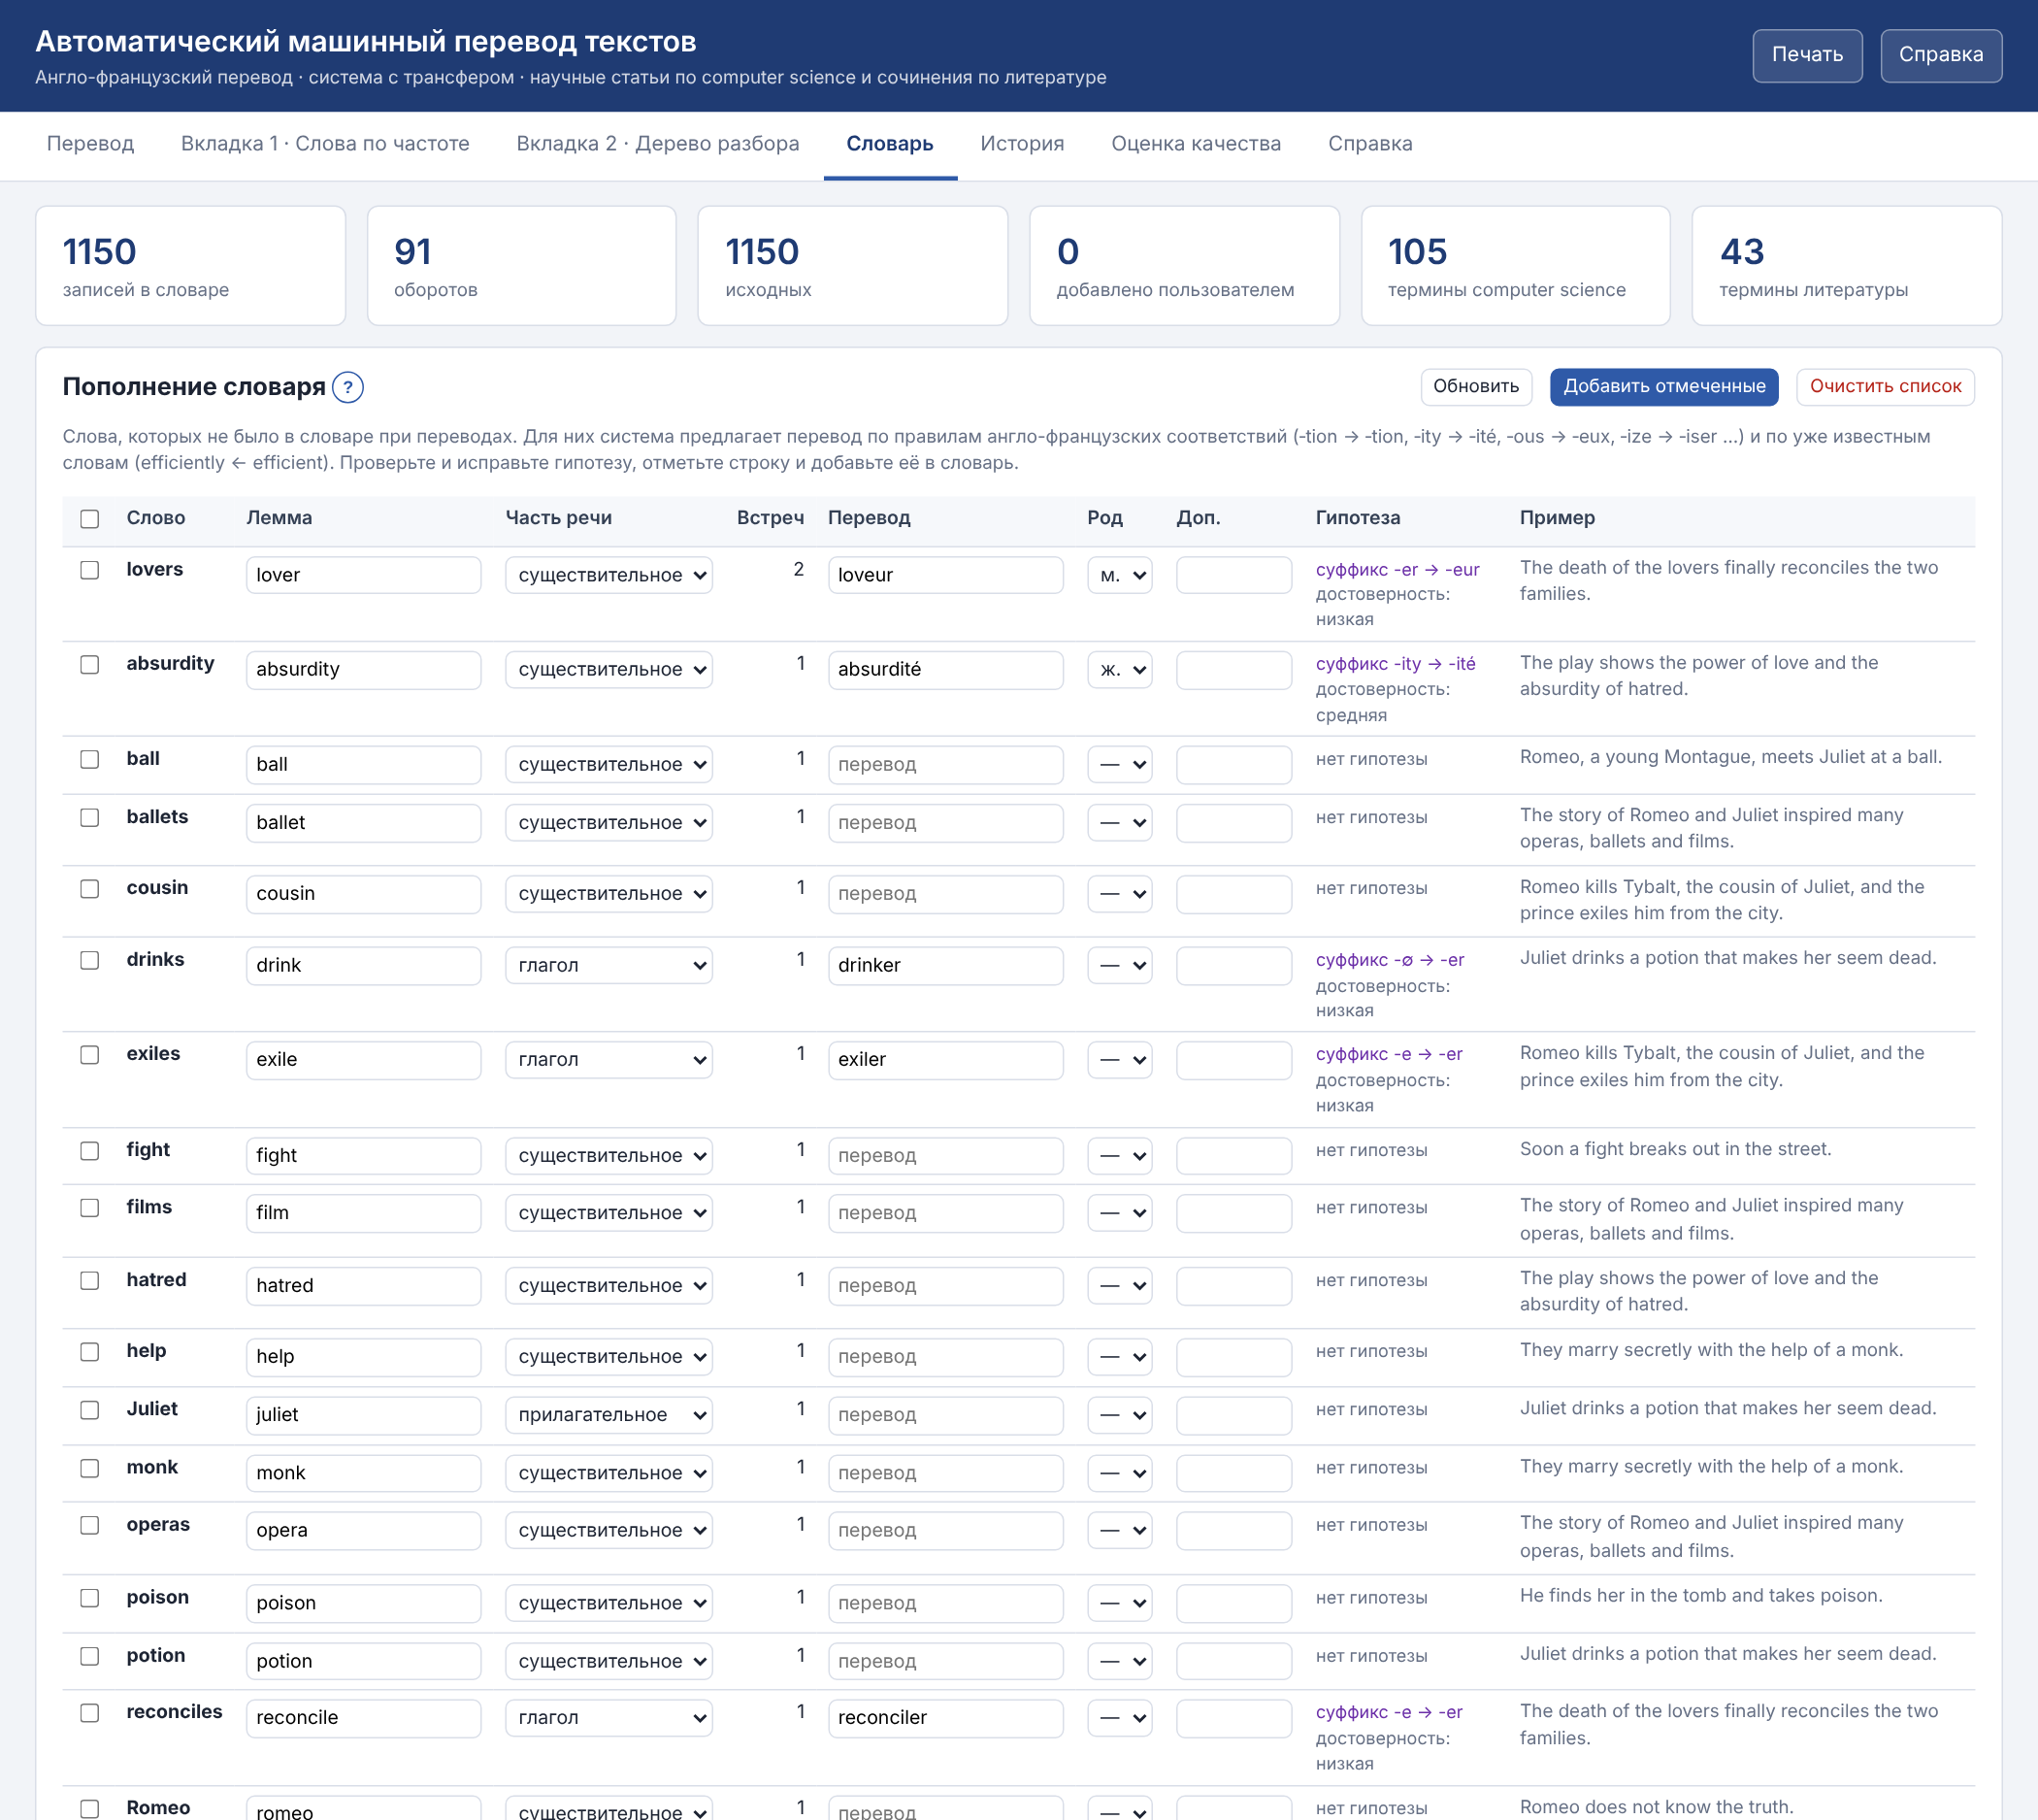 Автоматический машинный перевод текстов
Англо-французский перевод · система с трансфером · научные статьи по computer science и сочинения по литературе
Печать Справка
Перевод Вкладка 1 · Слова по частоте Вкладка 2 · Дерево разбора Словарь История Оценка качества Справка
1150 91 1150 0 105 43
записей в словаре оборотов исходных добавлено пользователем термины computer science термины литературы
Пополнение словаря ? Обновить Добавить отмеченные Очистить список
Слова, которых не было в словаре при переводах. Для них система предлагает перевод по правилам англо-французских соответствий (-tion → -tion, -ity → -ité, -ous → -eux, -ize → -iser ...) и по уже известным
словам (efficiently ← efficient). Проверьте и исправьте гипотезу, отметьте строку и добавьте её в словарь.
Слово Лемма Часть речи Встреч Перевод Род Доп. Гипотеза Пример
lovers lover существительное 2 loveur м. суффикс -er → -eur The death of the lovers finally reconciles the two
достоверность: families.
низкая
absurdity absurdity существительное 1 absurdité ж. суффикс -ity → -ité The play shows the power of love and the
достоверность: absurdity of hatred.
средняя
ball ball существительное 1 перевод — нет гипотезы Romeo, a young Montague, meets Juliet at a ball.
ballets ballet существительное 1 перевод — нет гипотезы The story of Romeo and Juliet inspired many
operas, ballets and films.
cousin cousin существительное 1 перевод — нет гипотезы Romeo kills Tybalt, the cousin of Juliet, and the
prince exiles him from the city.
drinks drink глагол 1 drinker — суффикс -∅ → -er Juliet drinks a potion that makes her seem dead.
достоверность:
низкая
exiles exile глагол 1 exiler — суффикс -e → -er Romeo kills Tybalt, the cousin of Juliet, and the
достоверность: prince exiles him from the city.
низкая
fight fight существительное 1 перевод — нет гипотезы Soon a fight breaks out in the street.
films film существительное 1 перевод — нет гипотезы The story of Romeo and Juliet inspired many
operas, ballets and films.
hatred hatred существительное 1 перевод — нет гипотезы The play shows the power of love and the
absurdity of hatred.
help help существительное 1 перевод — нет гипотезы They marry secretly with the help of a monk.
Juliet juliet прилагательное 1 перевод — нет гипотезы Juliet drinks a potion that makes her seem dead.
monk monk существительное 1 перевод — нет гипотезы They marry secretly with the help of a monk.
operas opera существительное 1 перевод — нет гипотезы The story of Romeo and Juliet inspired many
operas, ballets and films.
poison poison существительное 1 перевод — нет гипотезы He finds her in the tomb and takes poison.
potion potion существительное 1 перевод — нет гипотезы Juliet drinks a potion that makes her seem dead.
reconciles reconcile глагол 1 reconciler — суффикс -e → -er The death of the lovers finally reconciles the two
достоверность: families.
низкая
Romeo romeo существительное 1 перевод — нет гипотезы Romeo does not know the truth.